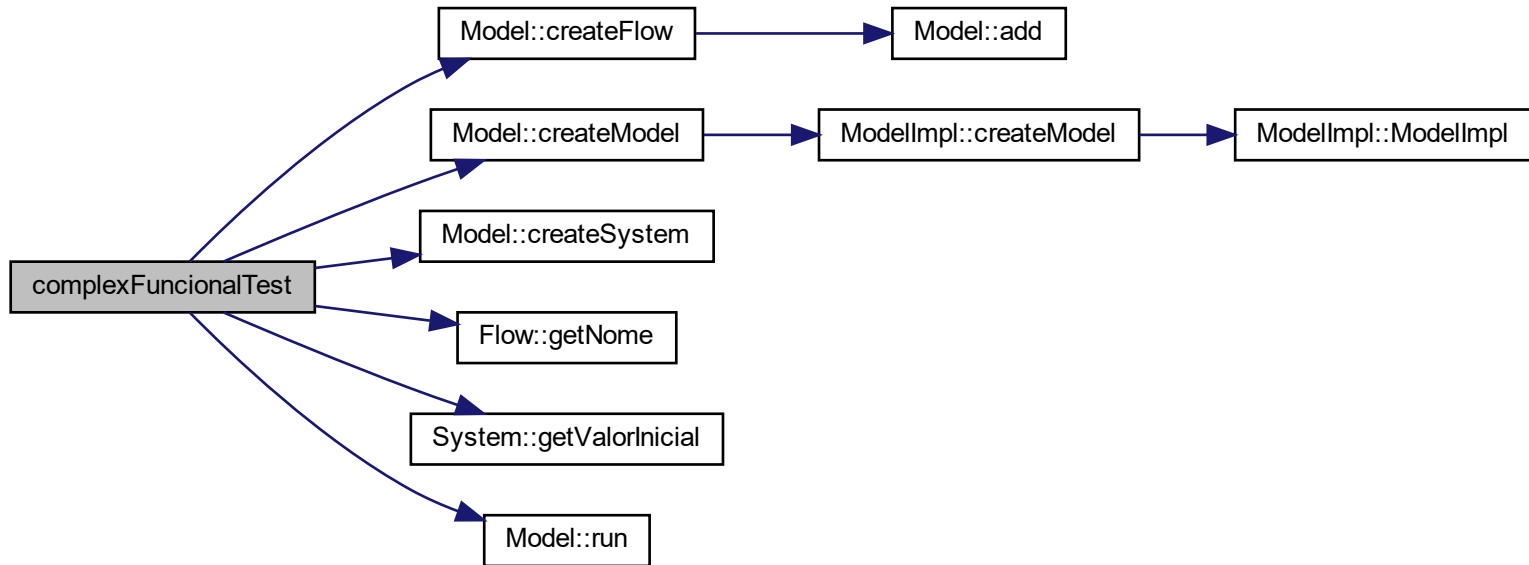 Model::createFlow
Model::add
Model::createModel
ModelImpl::createModel
ModelImpl::ModelImpl
Model::createSystem
complexFuncionalTest
Flow::getNome
System::getValorInicial
Model::run